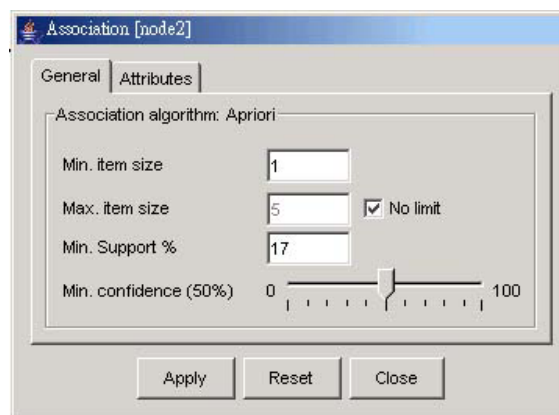 Association [node2]
General Attributes
Association algorithm: Apriori
Min. item size 1
Max. item size 5 No limit
Min. Support % 17
Min. confidence (50%) 0 100
Apply Reset Close